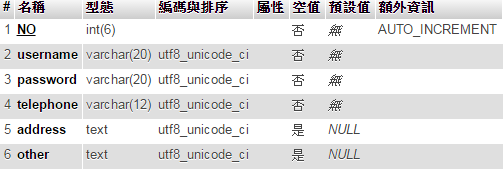 # 名稱 型態 編碼與排序 屬性 空值 預設值 額外資訊
1 NO int(6) 否 無 AUTO_INCREMENT
2 username varchar(20) utf8_unicode_ci 否 無
3 password varchar(20) utf8_unicode_ci 否 無
4 telephone varchar(12) utf8_unicode_ci 否 無
5 address text utf8_unicode_ci 是 NULL
6 other text utf8_unicode_ci 是 NULL